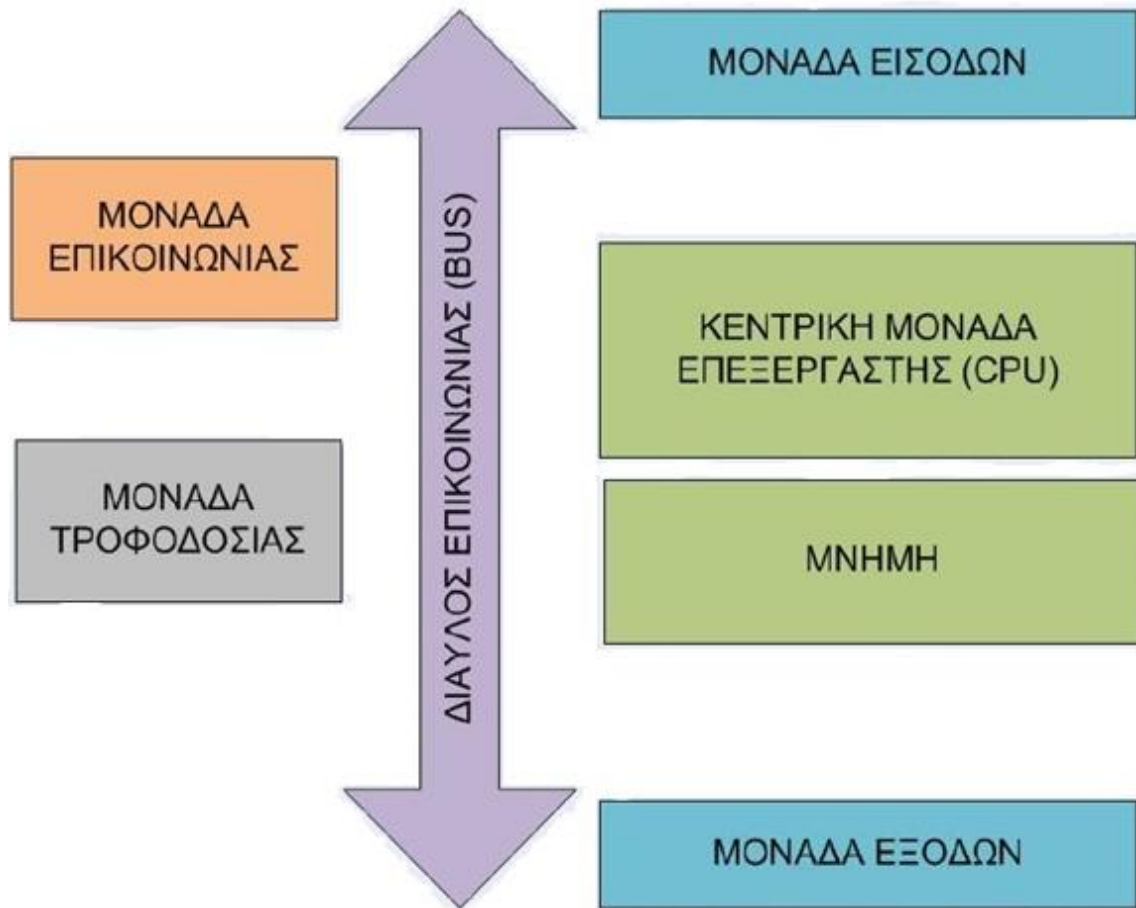 ΜΟΝΑΔΑ ΕΙΣΟΔΩΝ
ΜΟΝΑΔΑ
ΕΠΙΚΟΙΝΩΝΙΑΣ
ΔΙΑΥΛΟΣ ΕΠΙΚΟΙΝΩΝΙΑΣ (BUS)
ΚΕΝΤΡΙΚΗ ΜΟΝΑΔΑ
ΕΠΕΞΕΡΓΑΣΤΗΣ (CPU)
ΜΟΝΑΔΑ
ΤΡΟΦΟΔΟΣΙΑΣ
ΜΝΗΜΗ
ΜΟΝΑΔΑ ΕΞΟΔΩΝ